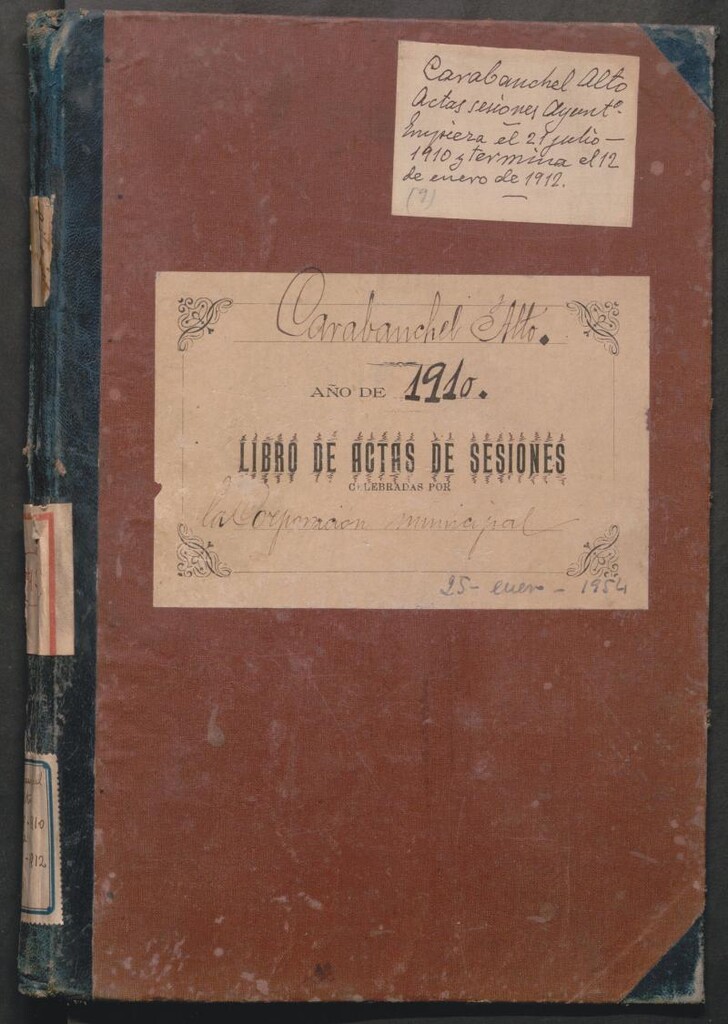 Carabanchel Alto
Actas sesiones Ayuntº.
Empieza el 21 julio –
1910 y termina el 12
de enero de 1912.
(9)
Carabanchel Alto.
AÑO DE 1910.
LIBRO DE ACTAS DE SESIONES
CELEBRADAS POR
la Corporación municipal
25 - enero - 1954